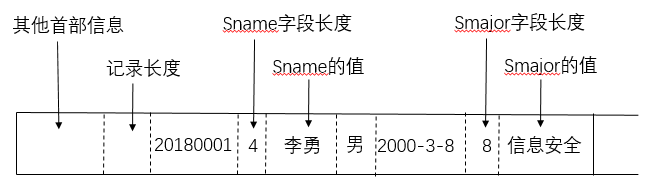 其他首部信息
Sname字段长度
Smajor字段长度
记录长度
Sname的值
Smajor的值
20180001 4 李勇 男 2000-3-8 8 信息安全